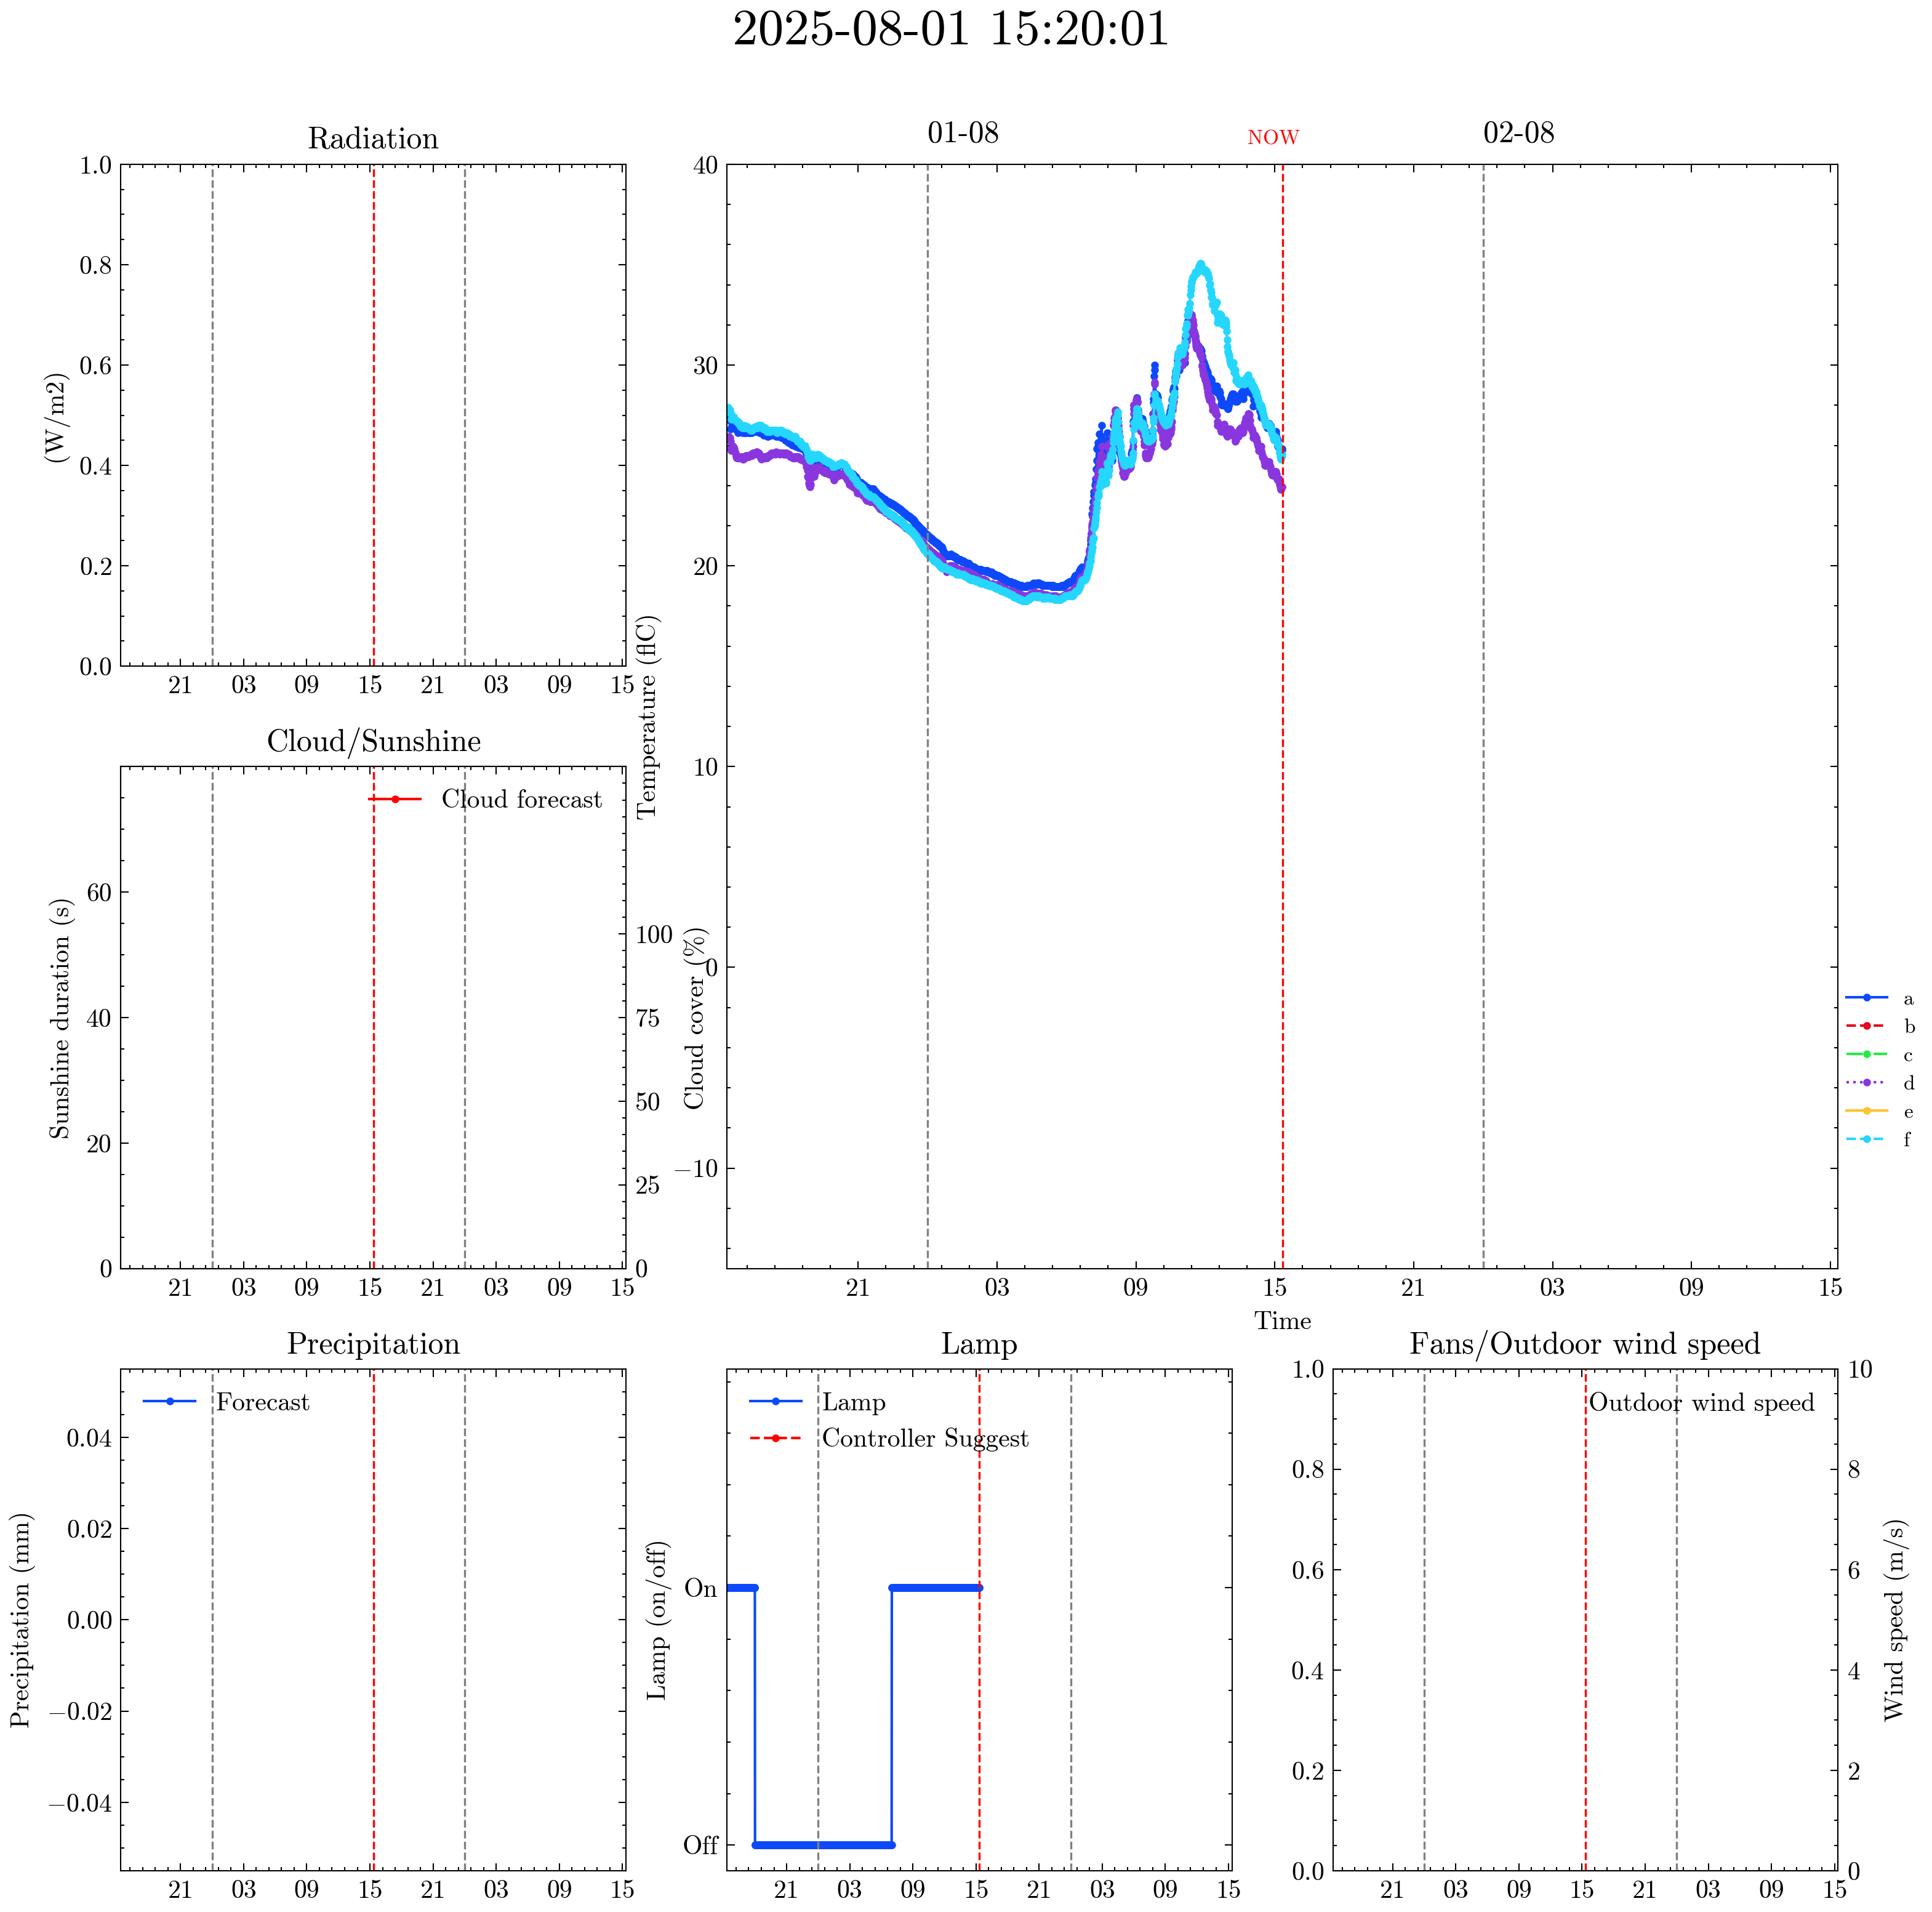 2025-08-01 15:20:01
Radiation
(W/m2)
1.0
0.8
0.6
0.4
0.2
0.0
21 03 09 15 21 03 09 15
01-08 NOW 02-08
Temperature (flC)
40
30
20
10
0
−10
21 03 09 15 21 03 09 15
Time
a
b
c
d
e
f
Cloud/Sunshine
Cloud forecast
Sunshine duration (s)
60
40
20
0
100
75
50
25
0
Cloud cover (%)
21 03 09 15 21 03 09 15
Precipitation
Forecast
Precipitation (mm)
0.04
0.02
0.00
−0.02
−0.04
21 03 09 15 21 03 09 15
Lamp
Lamp
Controller Suggest
Lamp (on/off)
On
Off
21 03 09 15 21 03 09 15
Fans/Outdoor wind speed
Outdoor wind speed
1.0
0.8
0.6
0.4
0.2
0.0
10
8
6
4
2
0
Wind speed (m/s)
21 03 09 15 21 03 09 15